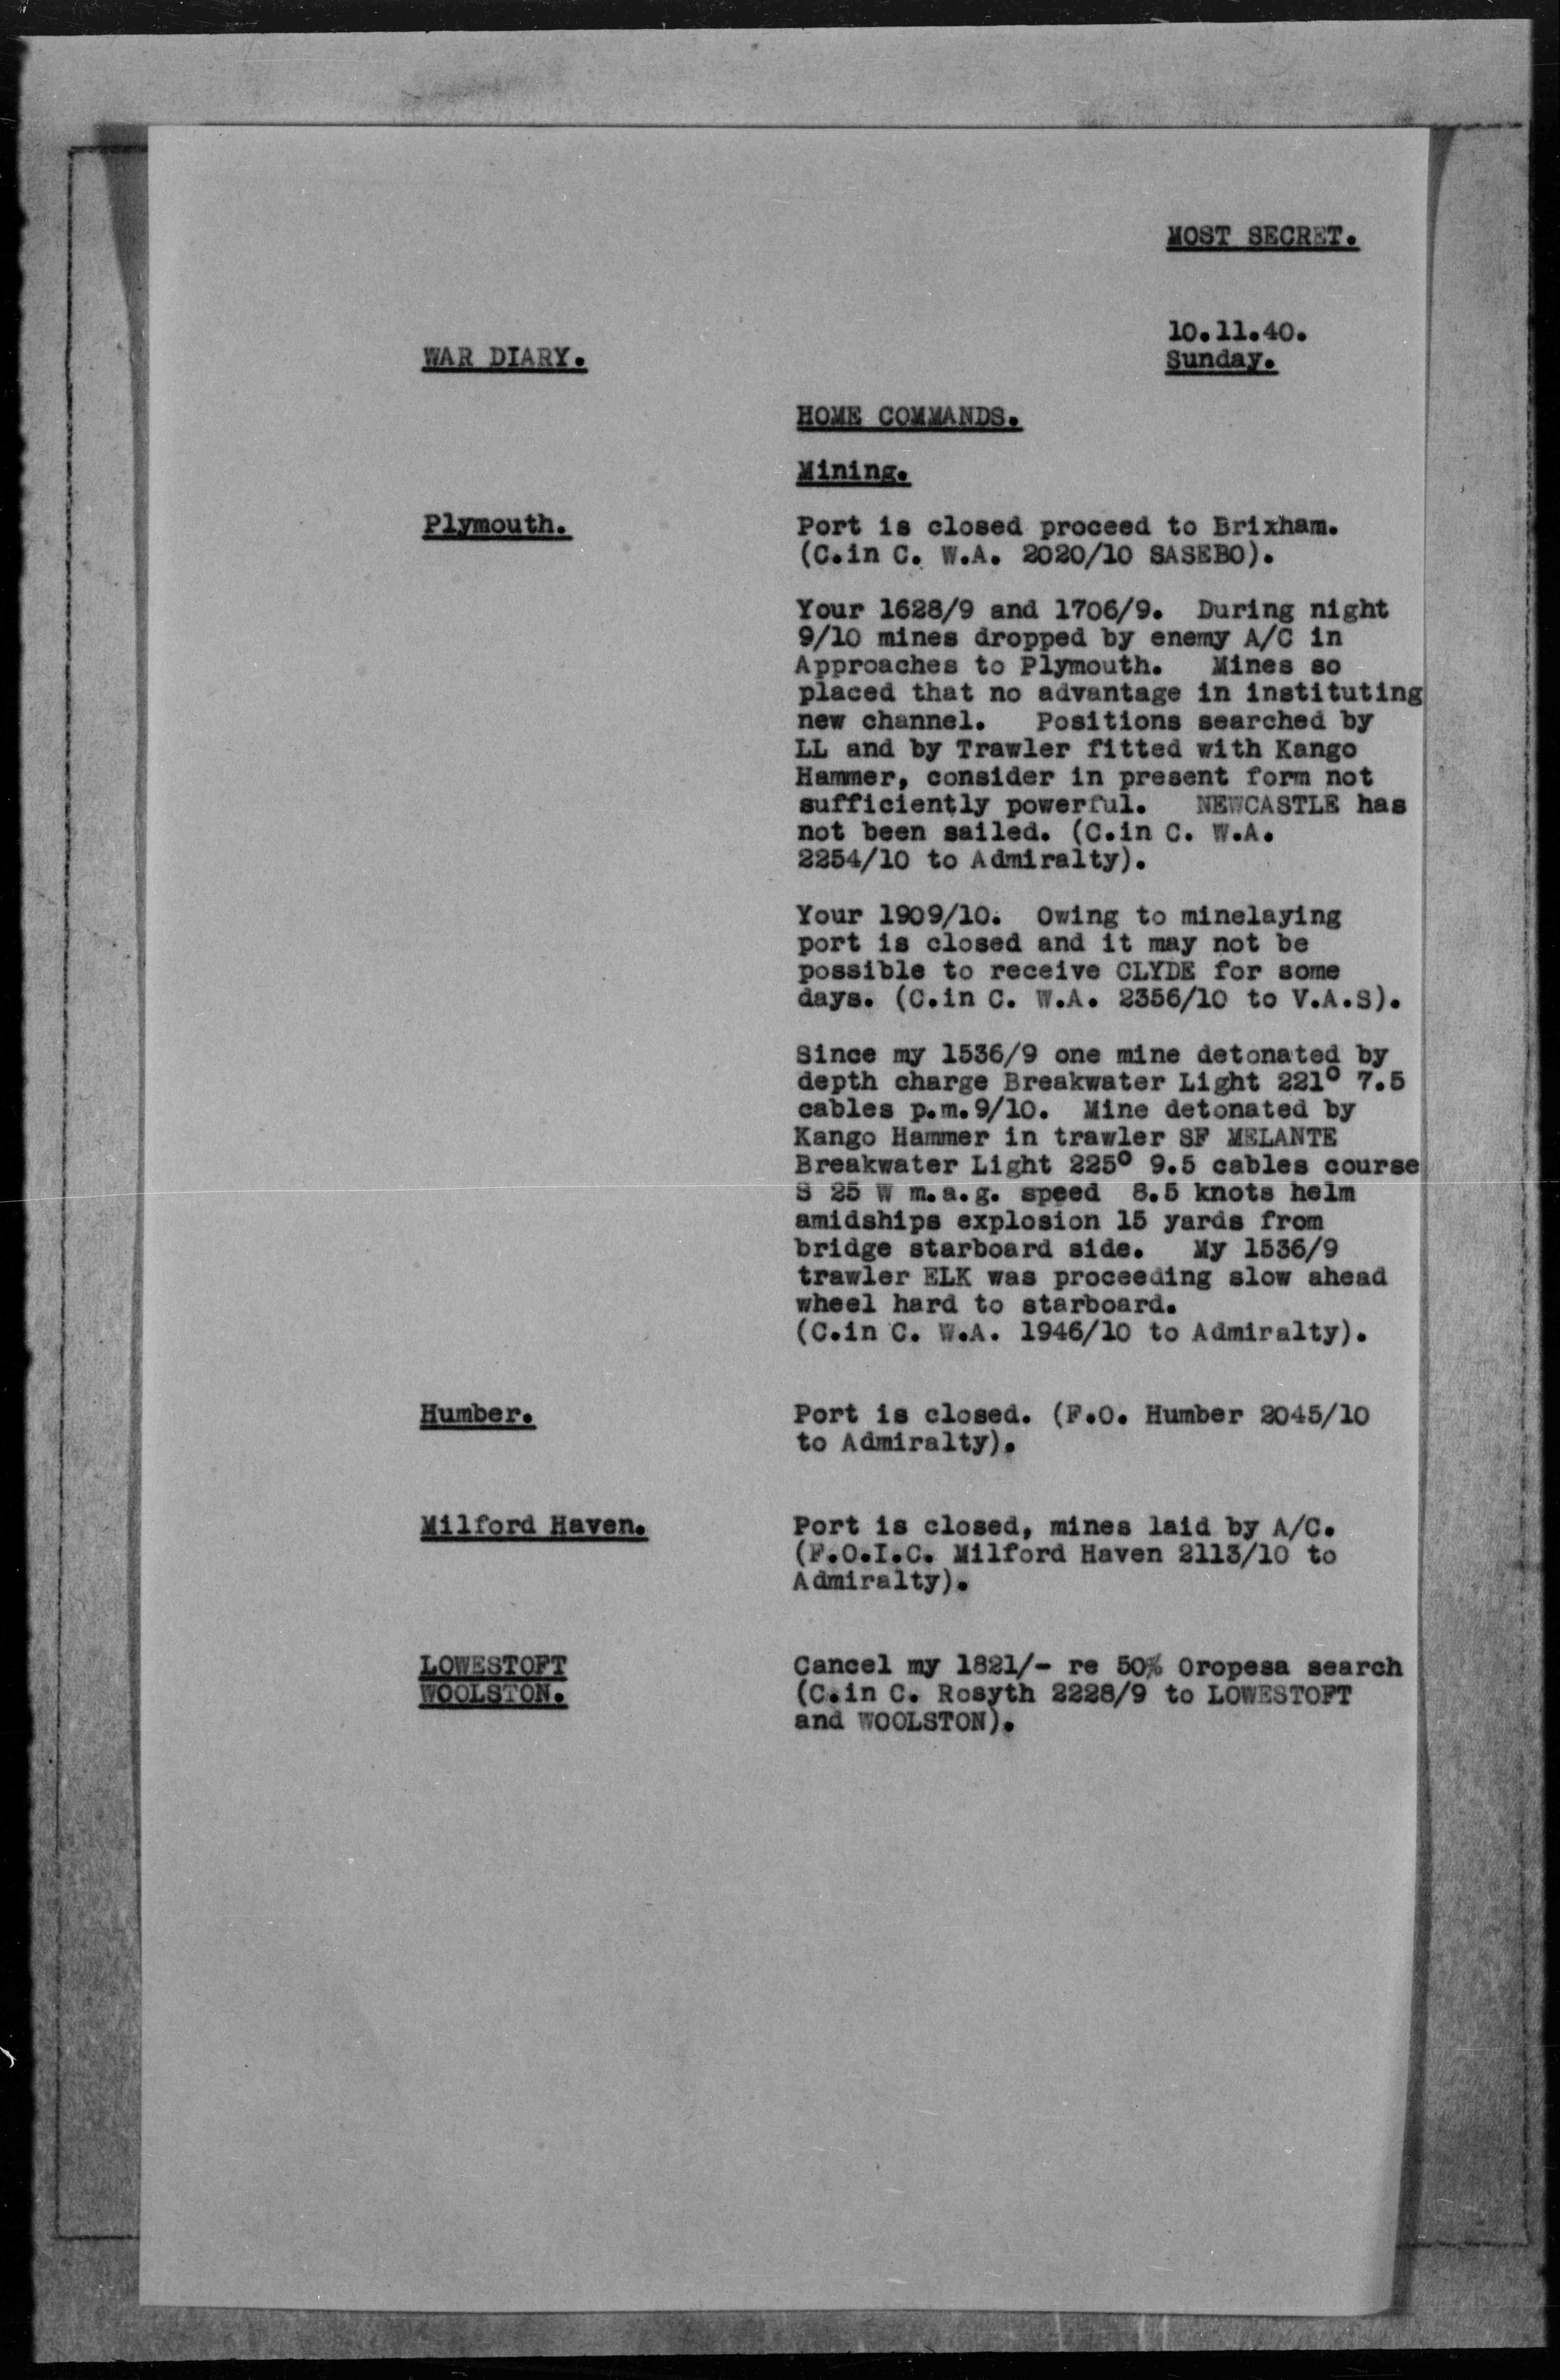 MOST SECRET.
10.11.40.
WAR DIARY.
Sunday.
HOME COMMANDS.
Mining.
Plymouth.
Port is closed proceed to Brixham.
(C.in C. W.A. 2020/10 SASEBO).
Your 1628/9 and 1706/9. During night
9/10 mines dropped by enemy A/C in
Approaches to Plymouth. Mines so
placed that no advantage in instituting
new channel. Positions searched by
LL and by Trawler fitted with Kango
Hammer, consider in present form not
sufficiently powerful. NEWCASTLE has
not been sailed. (C.in C. W.A.
2254/10 to Admiralty).
Your 1909/10. Owing to minelaying
port is closed and it may not be
possible to receive CLYDE for some
days. (C.in C. W.A. 2356/10 to V.A.S).
Since my 1536/9 one mine detonated by
depth charge Breakwater Light 221° 7.5
cables p.m.9/10. Mine detonated by
Kango Hammer in trawler SF MELANTE
Breakwater Light 225° 9.5 cables course
S 25 W m.a.g. speed 8.5 knots helm
amidships explosion 15 yards from
bridge starboard side. My 1536/9
trawler ELK was proceeding slow ahead
wheel hard to starboard.
(C.in C. W.A. 1946/10 to Admiralty).
Humber.
Port is closed. (F.O. Humber 2045/10
to Admiralty).
Milford Haven.
Port is closed, mines laid by A/C.
(F.O.I.C. Milford Haven 2113/10 to
Admiralty).
LOWESTOFT
WOOLSTON.
Cancel my 1821/- re 50% Oropesa search
(C.in C. Rosyth 2228/9 to LOWESTOFT
and WOOLSTON).